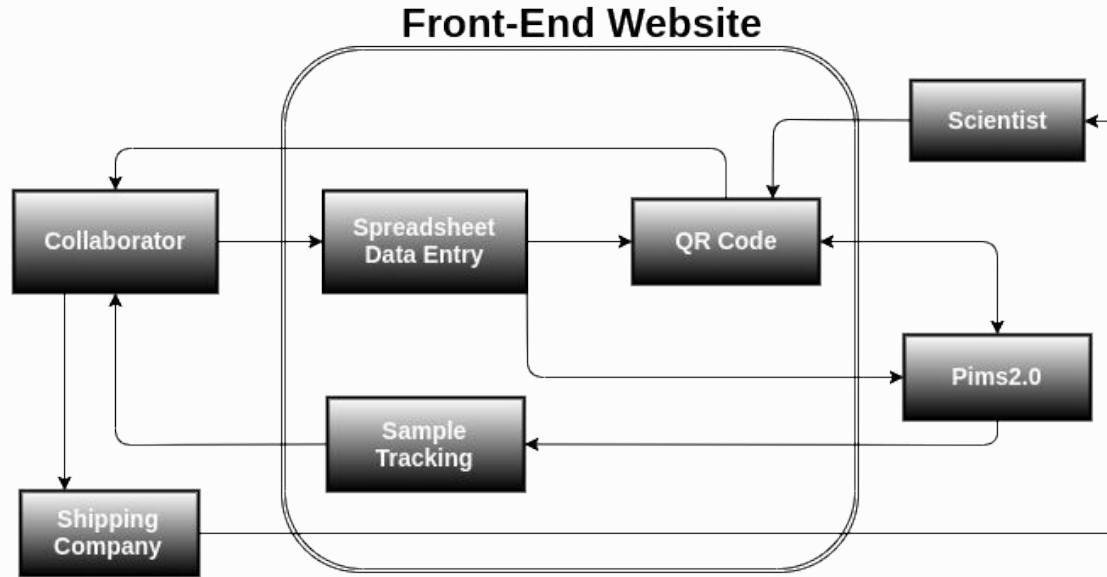 Front-End Website
Scientist
Collaborator
Spreadsheet
Data Entry
QR Code
Pims2.0
Sample
Tracking
Shipping
Company